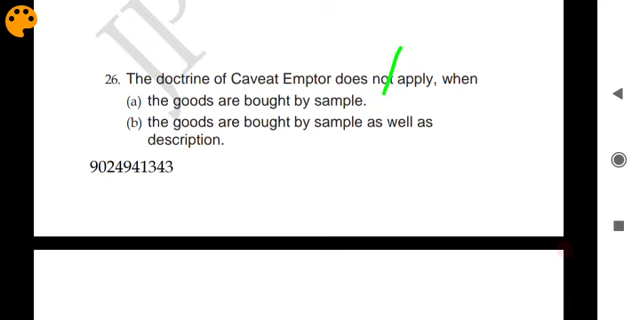 26. The doctrine of Caveat Emptor does not apply, when
(a) the goods are bought by sample.
(b) the goods are bought by sample as well as
description.
9024941343